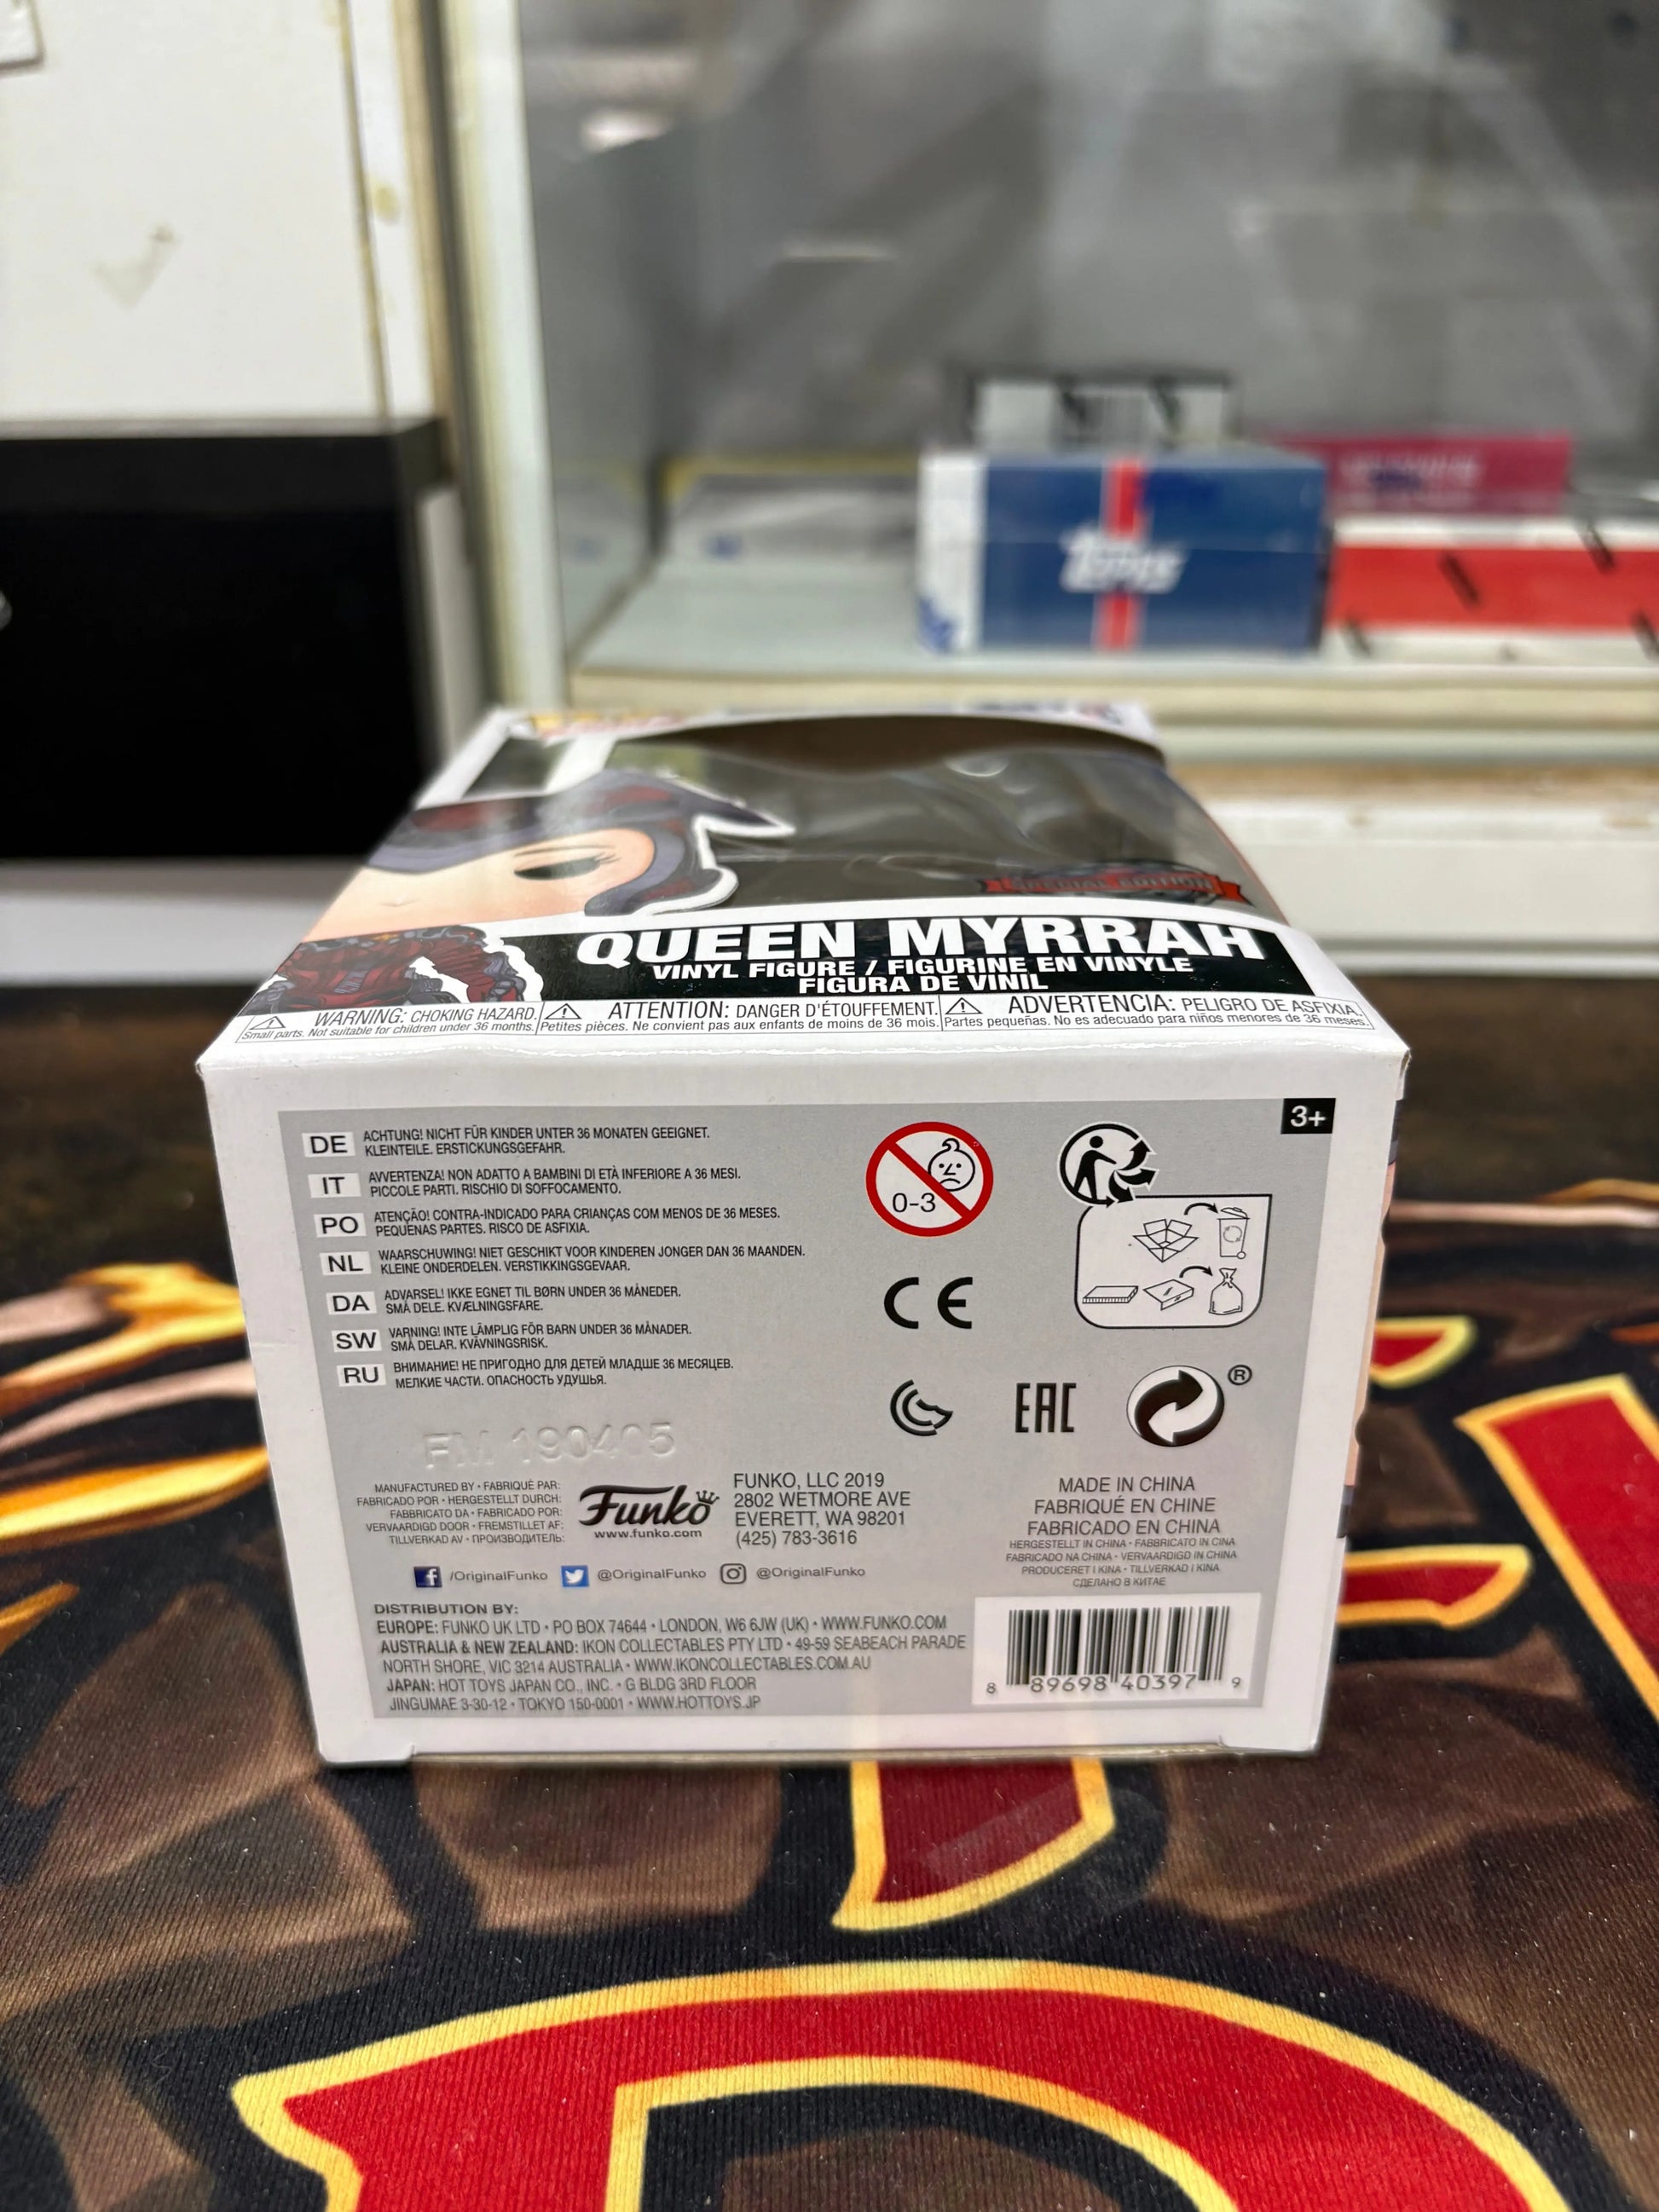 Topps
SPECIAL EDITION
QUEEN MYRRAH
VINYL FIGURE / FIGURINE EN VINYLE
FIGURA DE VINIL
WARNING: CHOKING HAZARD.
Small parts. Not suitable for children under 36 months.
ATTENTION: DANGER D'ÉTOUFFEMENT.
Petites pièces. Ne convient pas aux enfants de moins de 36 mois.
ADVERTENCIA: PELIGRO DE ASFIXIA.
Partes pequeñas. No es adecuado para niños menores de 36 meses.
3+
DE ACHTUNG! NICHT FÜR KINDER UNTER 36 MONATEN GEEIGNET.
KLEINTEILE. ERSTICKUNGSGEFAHR.
IT AVVERTENZA! NON ADATTO A BAMBINI DI ETÀ INFERIORE A 36 MESI.
PICCOLE PARTI. RISCHIO DI SOFFOCAMENTO.
PO ATENÇÃO! CONTRA-INDICADO PARA CRIANÇAS COM MENOS DE 36 MESES.
PEQUENAS PARTES. RISCO DE ASFIXIA.
NL WAARSCHUWING! NIET GESCHIKT VOOR KINDEREN JONGER DAN 36 MAANDEN.
KLEINE ONDERDELEN. VERSTIKKINGSGEVAAR.
DA ADVARSEL! IKKE EGNET TIL BØRN UNDER 36 MÅNEDER.
SMÅ DELE. KVÆLNINGSFARE.
SW VARNING! INTE LÄMPLIG FÖR BARN UNDER 36 MÅNADER.
SMÅ DELAR. KVÄVNINGSRISK.
RU ВНИМАНИЕ! НЕ ПРИГОДНО ДЛЯ ДЕТЕЙ МЛАДШЕ 36 МЕСЯЦЕВ.
МЕЛКИЕ ЧАСТИ. ОПАСНОСТЬ УДУШЬЯ.
0-3
CE
EAC
®
MANUFACTURED BY • FABRIQUÉ PAR:
FABRICADO POR • HERGESTELLT DURCH:
FABBRICATO DA • FABRICADO POR:
VERVAARDIGD DOOR • FREMSTILLET AF:
TILLVERKAD AV • ПРОИЗВОДИТЕЛЬ:
Funko
www.funko.com
FUNKO, LLC 2019
2802 WETMORE AVE
EVERETT, WA 98201
(425) 783-3616
/OriginalFunko @OriginalFunko @OriginalFunko
MADE IN CHINA
FABRIQUÉ EN CHINE
FABRICADO EN CHINA
HERGESTELLT IN CHINA • FABBRICATO IN CINA
FABRICADO NA CHINA • VERVAARDIGD IN CHINA
PRODUCERET I KINA • TILLVERKAD I KINA
СДЕЛАНО В КИТАЕ
DISTRIBUTION BY:
EUROPE: FUNKO UK LTD • PO BOX 74644 • LONDON, W6 6JW (UK) • WWW.FUNKO.COM
AUSTRALIA & NEW ZEALAND: IKON COLLECTABLES PTY LTD • 49-59 SEABEACH PARADE
NORTH SHORE, VIC 3214 AUSTRALIA • WWW.IKONCOLLECTABLES.COM.AU
JAPAN: HOT TOYS JAPAN CO., INC. • G BLDG 3RD FLOOR
JINGUMAE 3-30-12 • TOKYO 150-0001 • WWW.HOTTOYS.JP
8 89698 40397 9